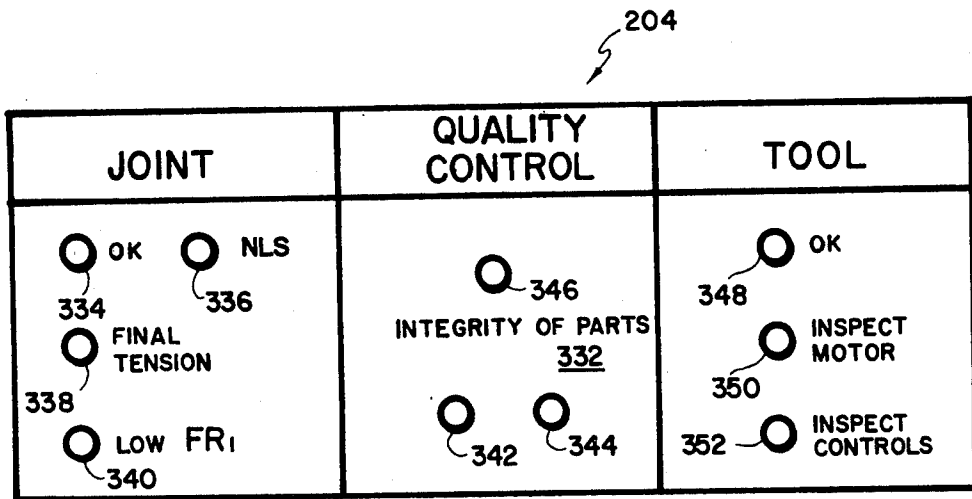 204
JOINT
QUALITY
CONTROL
TOOL
OK
NLS
334
336
FINAL
TENSION
338
LOW FR1
340
346
INTEGRITY OF PARTS
332
342
344
OK
348
INSPECT
MOTOR
350
INSPECT
CONTROLS
352